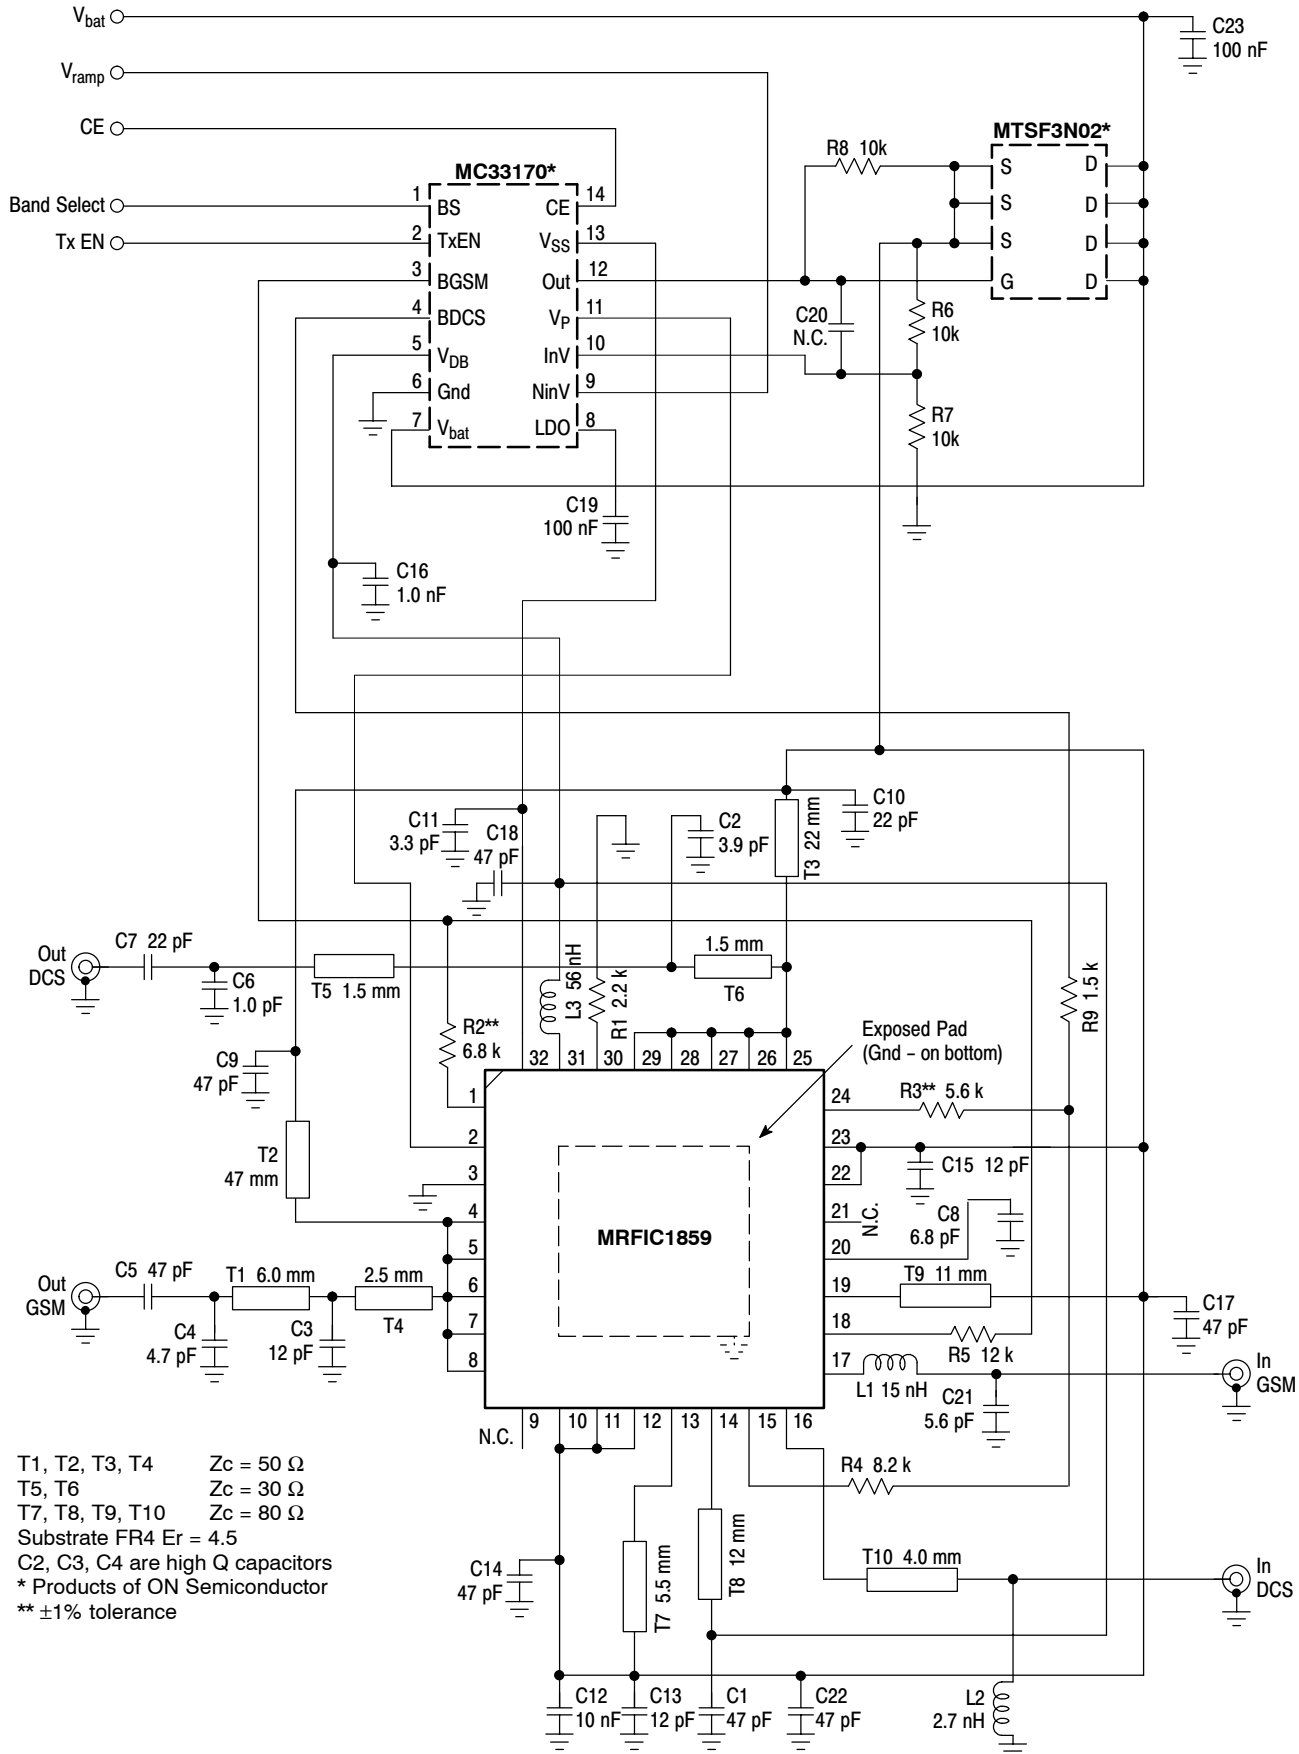 Vbat
C23
100 nF
Vramp
CE
MTSF3N02*
R8 10k
S D
S D
S D
G D
MC33170*
Band Select
Tx EN
1 BS CE 14
2 TxEN VSS 13
3 BGSM Out 12
4 BDCS VP 11
5 VDB InV 10
6 Gnd NinV 9
7 Vbat LDO 8
C20
N.C.
R6
10k
R7
10k
C19
100 nF
C16
1.0 nF
C11
3.3 pF
C18
47 pF
C2
3.9 pF
T3 22 mm
C10
22 pF
Out
DCS
C7 22 pF
C6
1.0 pF
T5 1.5 mm
1.5 mm
T6
L3 56 nH
R1 2.2 k
R9 1.5 k
R2**
6.8 k
C9
47 pF
Exposed Pad
(Gnd – on bottom)
32 31 30 29 28 27 26 25
1
2
3
4
5
6
7
8
24
23
22
21
20
19
18
17
R3** 5.6 k
C15 12 pF
N.C.
C8
6.8 pF
T2
47 mm
MRFIC1859
T9 11 mm
C17
47 pF
R5 12 k
L1 15 nH
C21
5.6 pF
In
GSM
Out
GSM
C5 47 pF
T1 6.0 mm
2.5 mm
T4
C4
4.7 pF
C3
12 pF
N.C.
9 10 11 12 13 14 15 16
R4 8.2 k
T1, T2, T3, T4 Zc = 50 Ω
T5, T6 Zc = 30 Ω
T7, T8, T9, T10 Zc = 80 Ω
Substrate FR4 Er = 4.5
C2, C3, C4 are high Q capacitors
* Products of ON Semiconductor
** ±1% tolerance
C14
47 pF
T7 5.5 mm
T8 12 mm
T10 4.0 mm
In
DCS
C12
10 nF
C13
12 pF
C1
47 pF
C22
47 pF
L2
2.7 nH